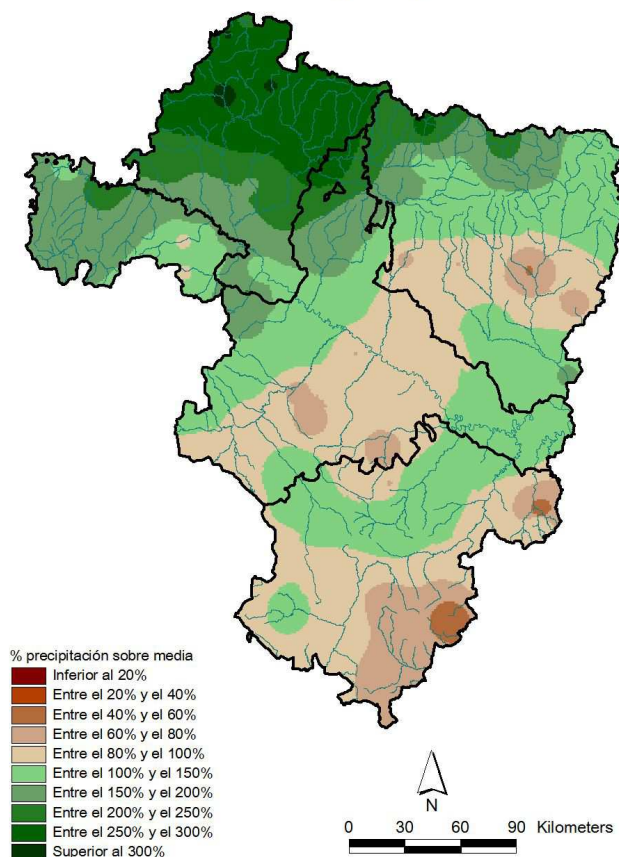 % precipitación sobre media
Inferior al 20%
Entre el 20% y el 40%
Entre el 40% y el 60%
Entre el 60% y el 80%
Entre el 80% y el 100%
Entre el 100% y el 150%
Entre el 150% y el 200%
Entre el 200% y el 250%
Entre el 250% y el 300%
Superior al 300%
N
0 30 60 90 Kilometers